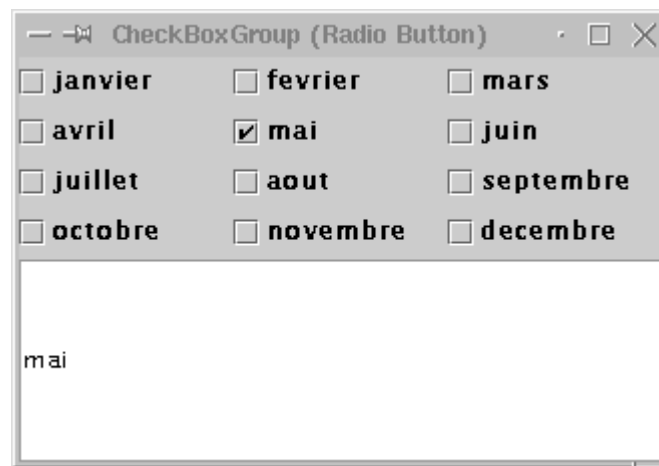 CheckBoxGroup (Radio Button)
janvier fevrier mars
avril mai juin
juillet aout septembre
octobre novembre decembre
mai